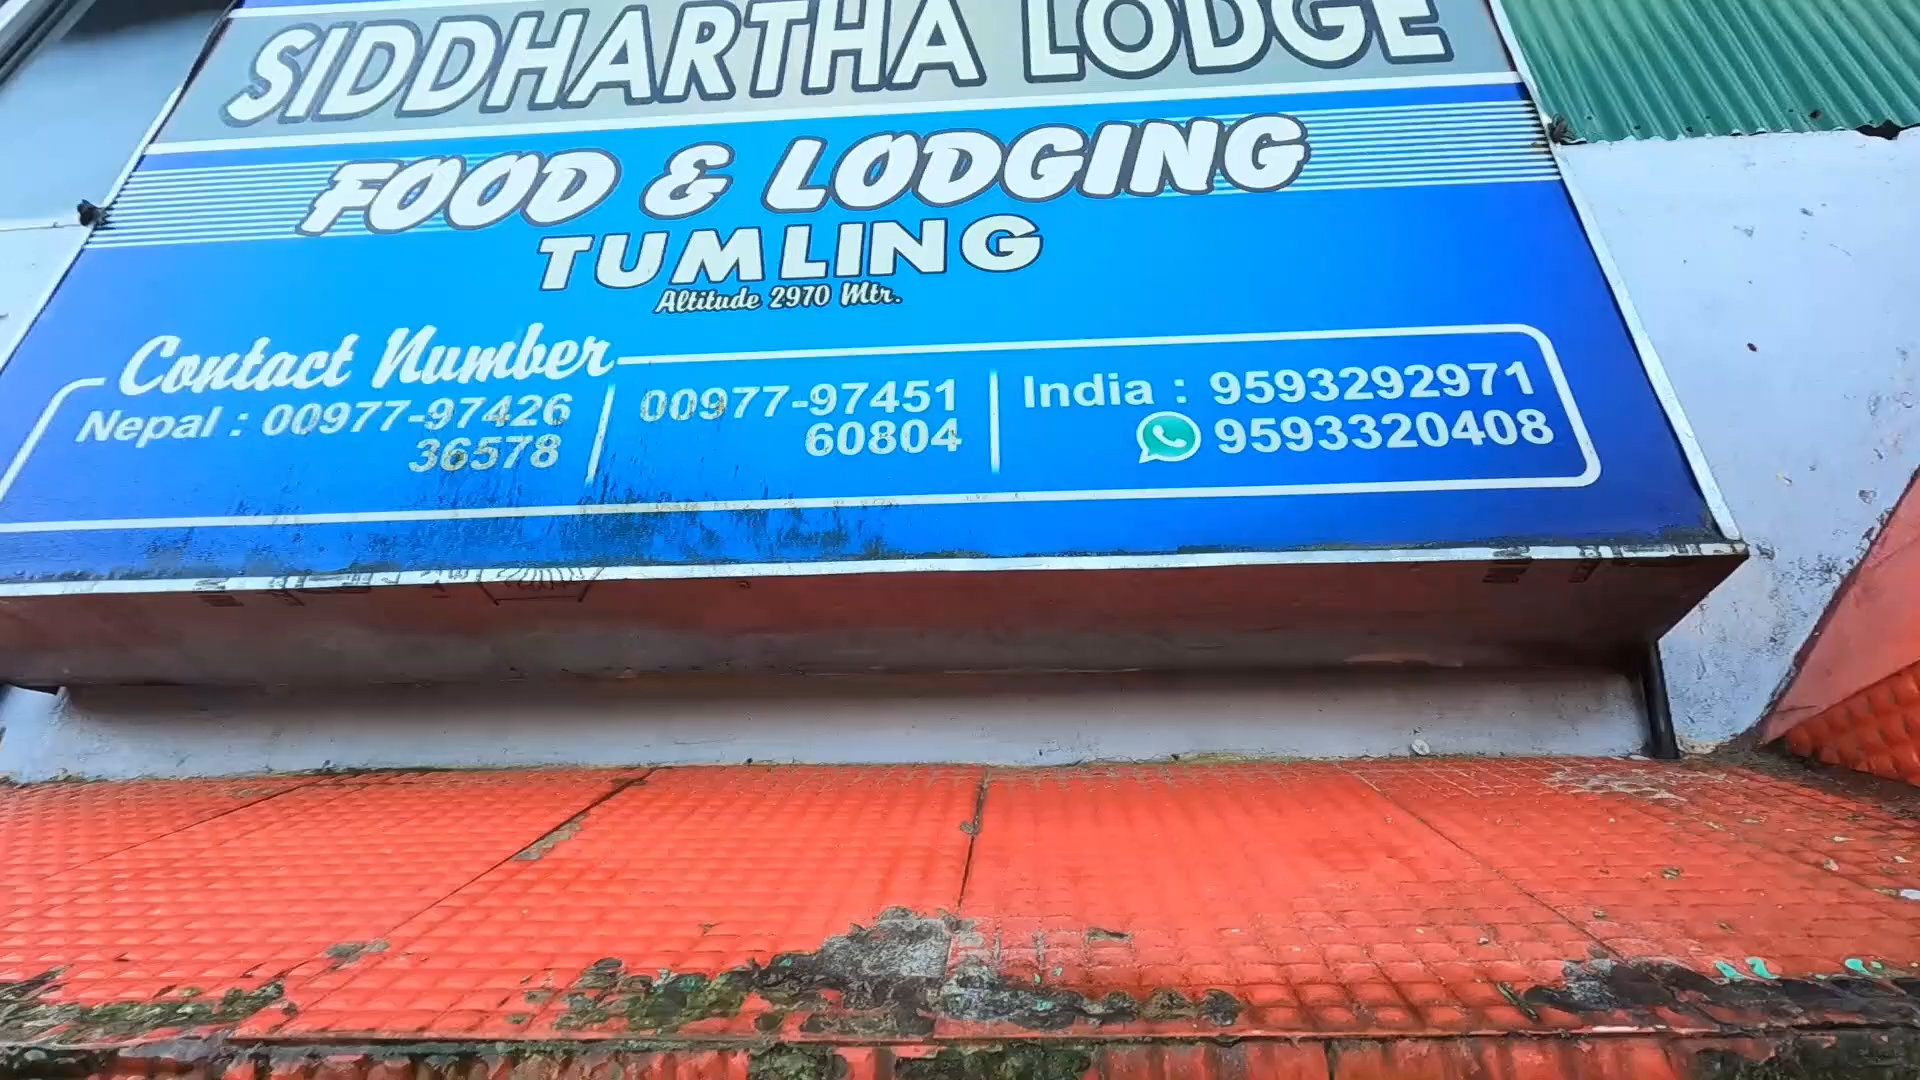 SIDDHARTHA LODGE
FOOD & LODGING
TUMLING
Altitude 2970 Mtr.
Contact Number
Nepal : 00977-97426
36578
00977-97451
60804
India : 9593292971
9593320408